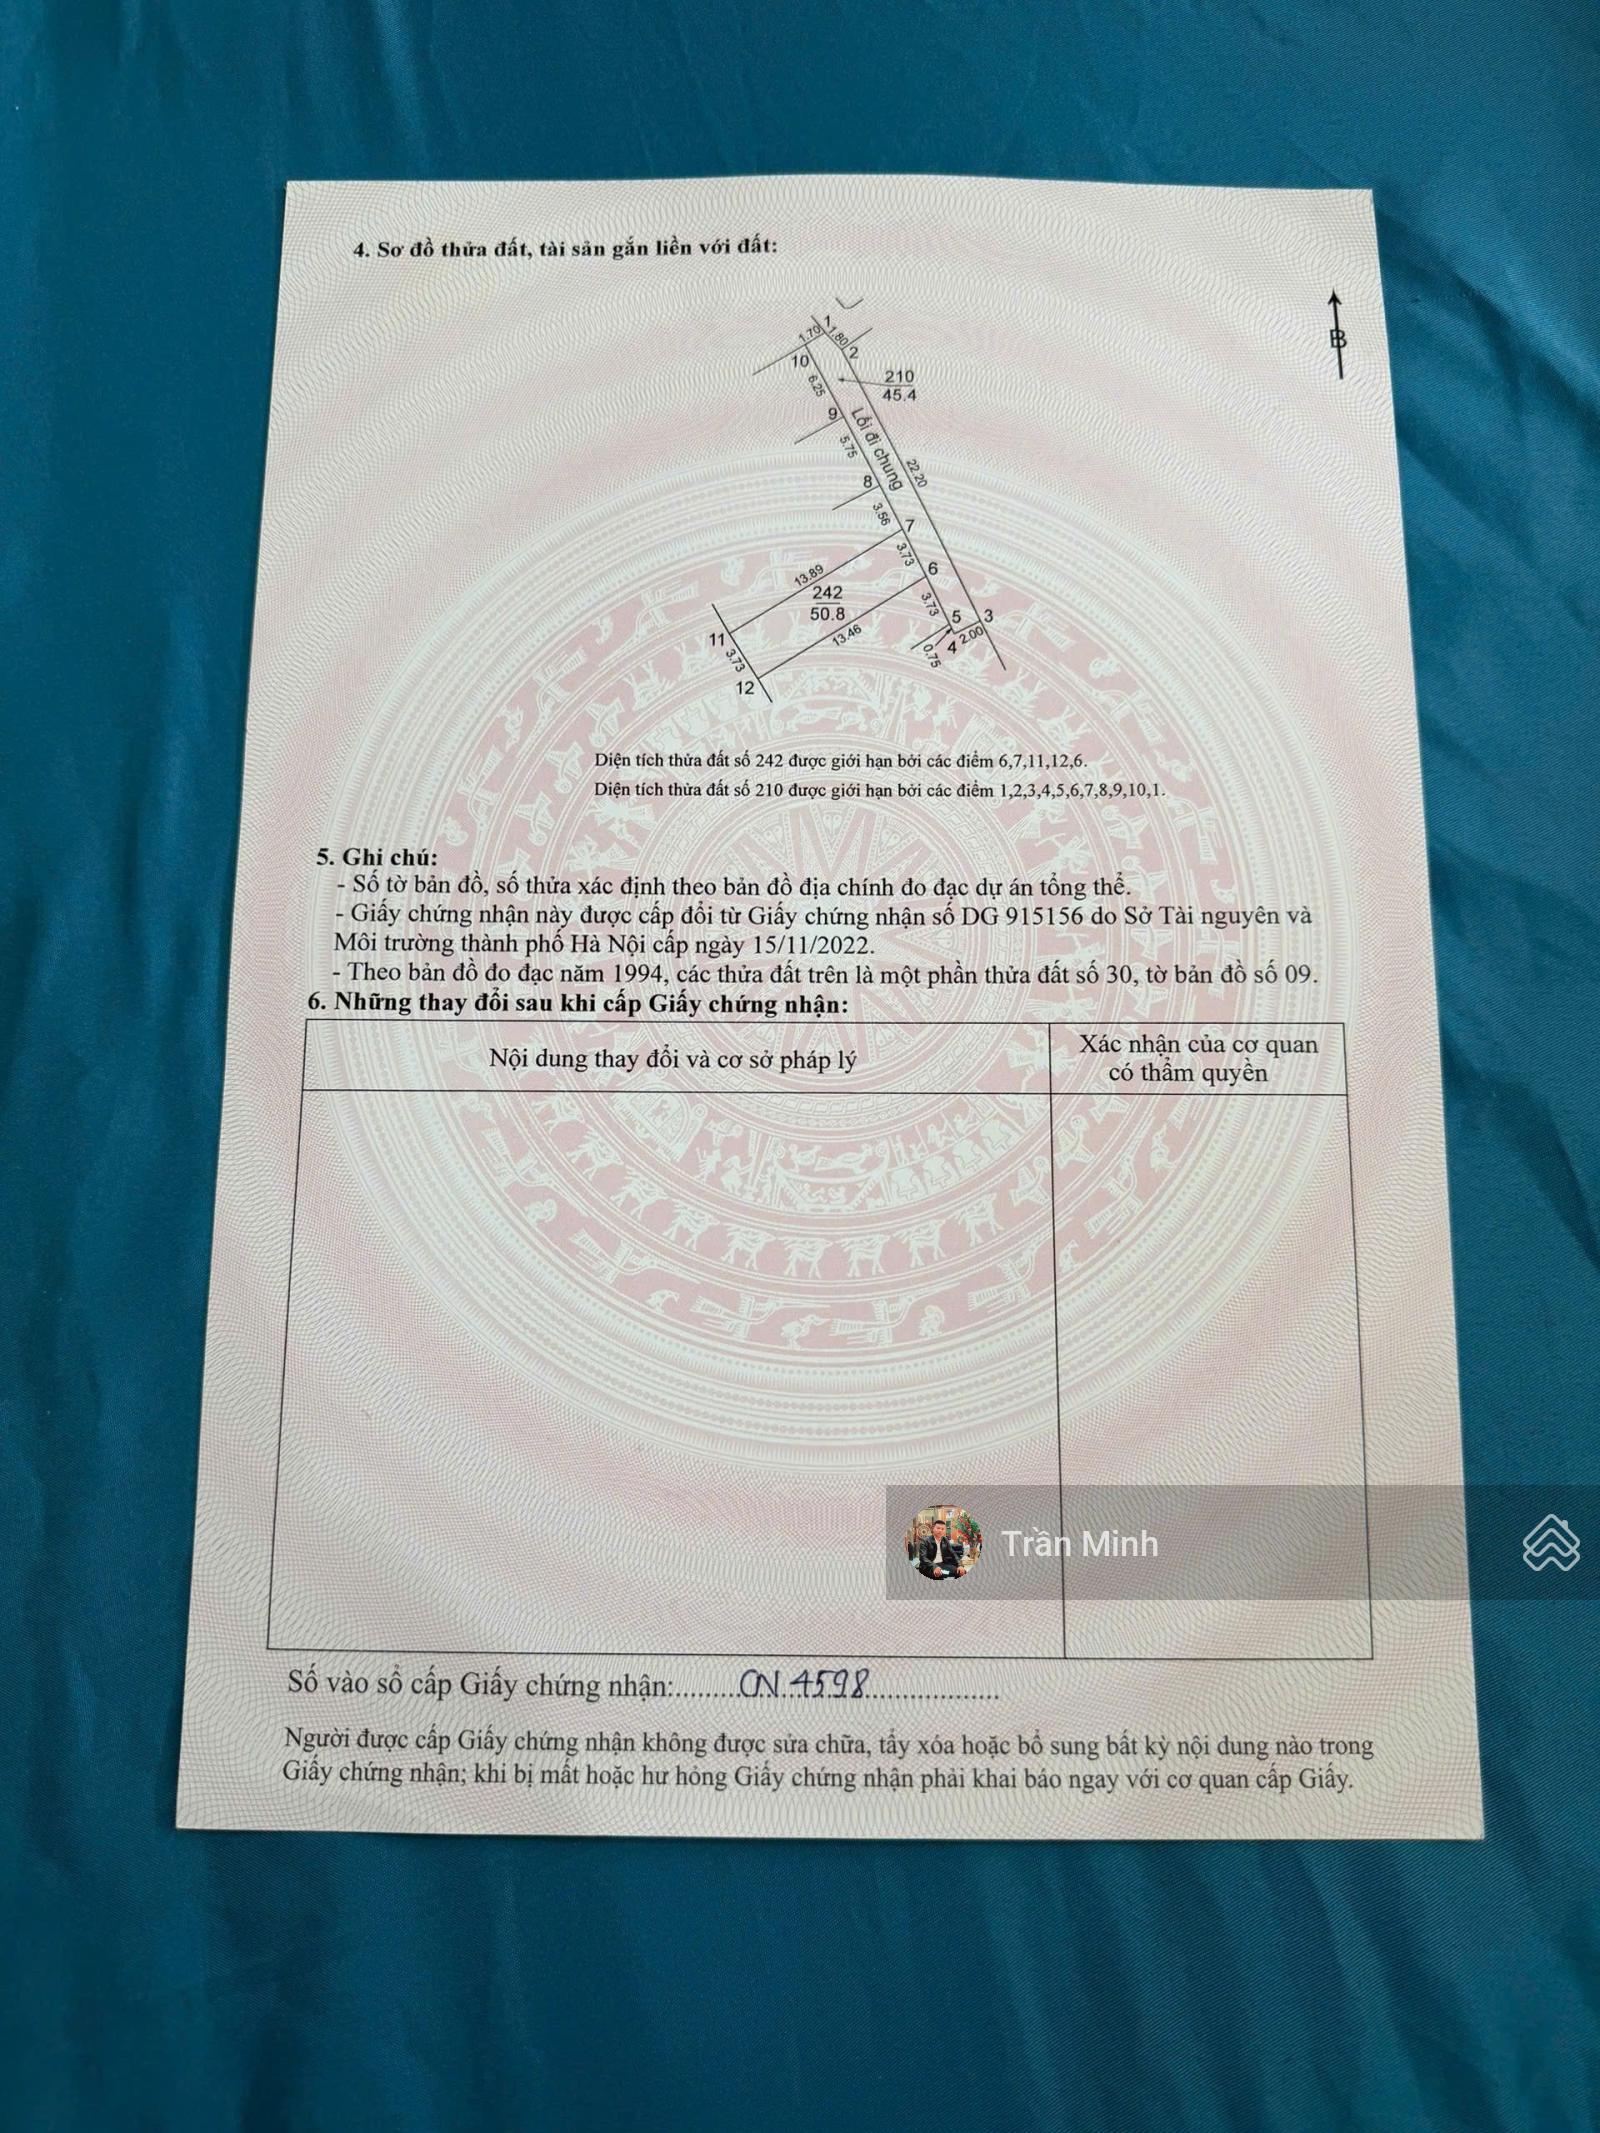 4. Sơ đồ thửa đất, tài sản gắn liền với đất:
B
1
1.70
1.80
2
10
210
45.4
6.25
9
Lối đi chung
5.75
22.20
8
3.56
7
3.73
6
13.89
242
50.8
3.73
5
3
11
13.46
2.00
4
0.75
3.73
12
Diện tích thửa đất số 242 được giới hạn bởi các điểm 6,7,11,12,6.
Diện tích thửa đất số 210 được giới hạn bởi các điểm 1,2,3,4,5,6,7,8,9,10,1.
5. Ghi chú:
- Số tờ bản đồ, số thửa xác định theo bản đồ địa chính đo đạc dự án tổng thể.
- Giấy chứng nhận này được cấp đổi từ Giấy chứng nhận số DG 915156 do Sở Tài nguyên và
Môi trường thành phố Hà Nội cấp ngày 15/11/2022.
- Theo bản đồ đo đạc năm 1994, các thửa đất trên là một phần thửa đất số 30, tờ bản đồ số 09.
6. Những thay đổi sau khi cấp Giấy chứng nhận:
Nội dung thay đổi và cơ sở pháp lý
Xác nhận của cơ quan
có thẩm quyền
Trần Minh
Số vào sổ cấp Giấy chứng nhận:.........CN.4598...................
Người được cấp Giấy chứng nhận không được sửa chữa, tẩy xóa hoặc bổ sung bất kỳ nội dung nào trong
Giấy chứng nhận; khi bị mất hoặc hư hỏng Giấy chứng nhận phải khai báo ngay với cơ quan cấp Giấy.